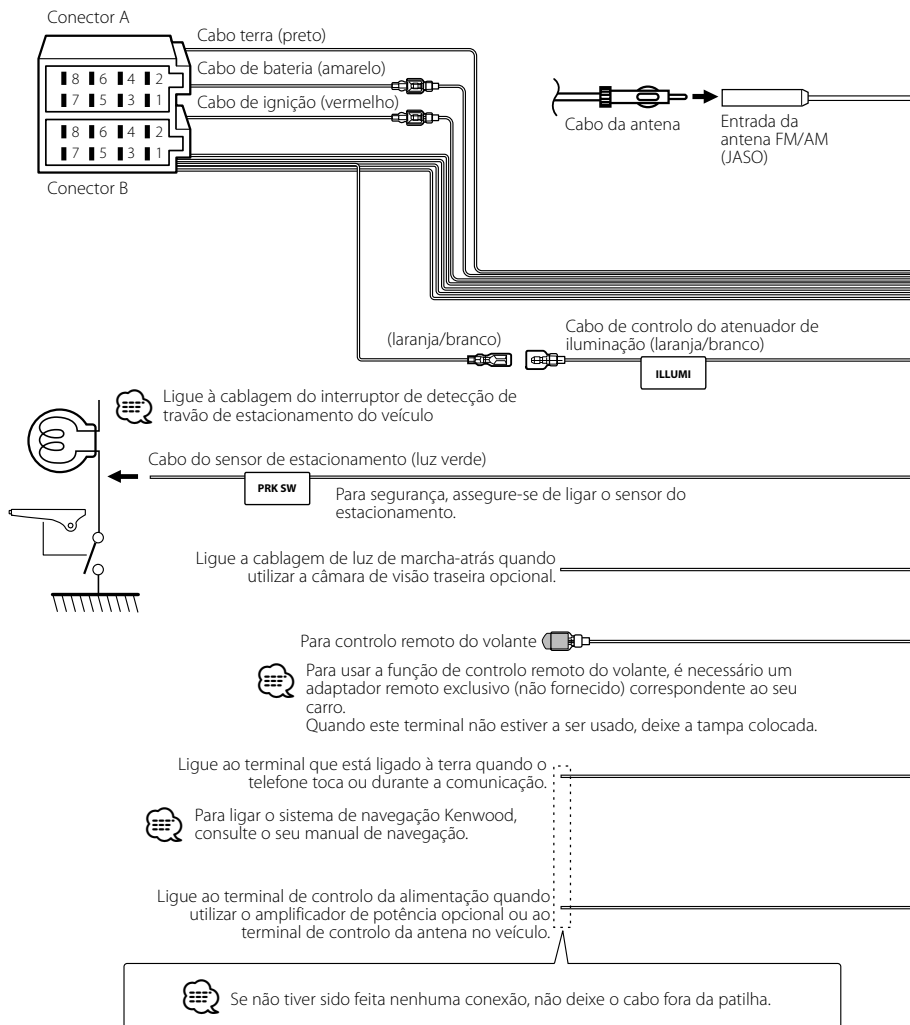 Conector A
Cabo terra (preto)
Cabo de bateria (amarelo)
Cabo de ignição (vermelho)
8 6 4 2
7 5 3 1
8 6 4 2
7 5 3 1
Conector B
Cabo da antena
Entrada da
antena FM/AM
(JASO)
(laranja/branco)
Cabo de controlo do atenuador de
iluminação (laranja/branco)
ILLUMI
Ligue à cablagem do interruptor de detecção de
travão de estacionamento do veículo
Cabo do sensor de estacionamento (luz verde)
PRK SW
Para segurança, assegure-se de ligar o sensor do
estacionamento.
Ligue a cablagem de luz de marcha-atrás quando
utilizar a câmara de visão traseira opcional.
Para controlo remoto do volante
Para usar a função de controlo remoto do volante, é necessário um
adaptador remoto exclusivo (não fornecido) correspondente ao seu
carro.
Quando este terminal não estiver a ser usado, deixe a tampa colocada.
Ligue ao terminal que está ligado à terra quando o
telefone toca ou durante a comunicação.
Para ligar o sistema de navegação Kenwood,
consulte o seu manual de navegação.
Ligue ao terminal de controlo da alimentação quando
utilizar o amplificador de potência opcional ou ao
terminal de controlo da antena no veículo.
Se não tiver sido feita nenhuma conexão, não deixe o cabo fora da patilha.